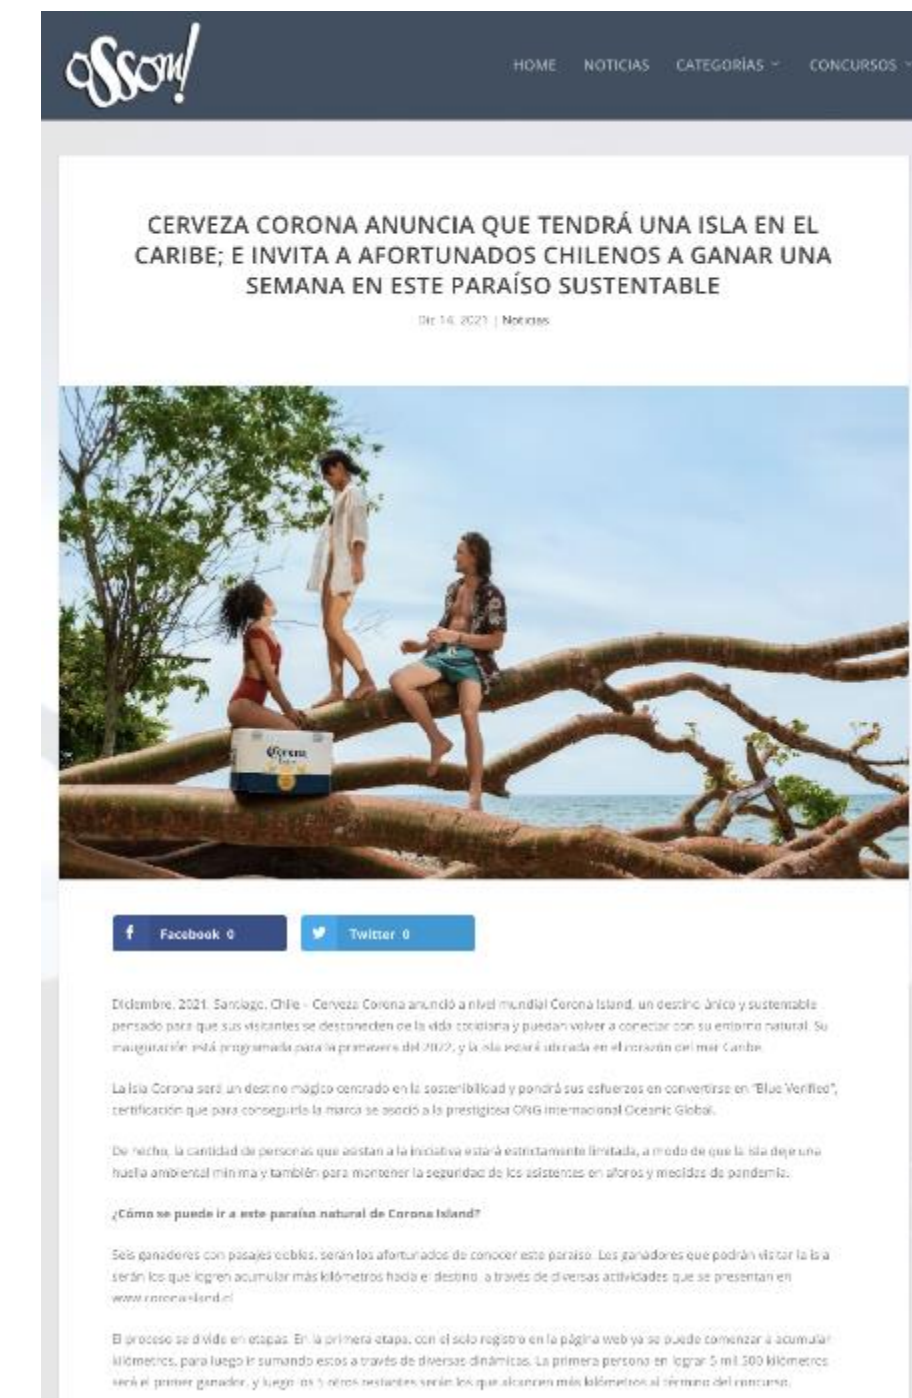 oSSom!
HOME NOTICIAS CATEGORÍAS CONCURSOS
CERVEZA CORONA ANUNCIA QUE TENDRÁ UNA ISLA EN EL
CARIBE; E INVITA A AFORTUNADOS CHILENOS A GANAR UNA
SEMANA EN ESTE PARAÍSO SUSTENTABLE
Dic 14, 2021 | Noticias
Corona
Facebook 0
Twitter 0
Diciembre, 2021. Santiago, Chile – Cerveza Corona anunció a nivel mundial Corona Island, un destino único y sustentable
pensado para que sus visitantes se desconecten de la vida cotidiana y puedan volver a conectar con su entorno natural. Su
inauguración está programada para la primavera del 2022, y la isla estará ubicada en el corazón del mar Caribe.
La isla Corona será un destino mágico centrado en la sostenibilidad y pondrá sus esfuerzos en convertirse en "Blue Verified",
certificación que para conseguirla la marca se asoció a la prestigiosa ONG internacional Oceanic Global.
De hecho, la cantidad de personas que asistan a la iniciativa estará estrictamente limitada, a modo de que la isla deje una
huella ambiental mínima y también para mantener la seguridad de los asistentes en aforos y medidas de pandemia.
¿Cómo se puede ir a este paraíso natural de Corona Island?
Seis ganadores con pasajes dobles, serán los afortunados de conocer este paraíso. Los ganadores que podrán visitar la isla
serán los que logren acumular más kilómetros hacia el destino, a través de diversas actividades que se presentan en
www.coronaisland.cl
El proceso se divide en etapas. En la primera etapa, con el solo registro en la página web ya se puede comenzar a acumular
kilómetros, para luego ir sumando estos a través de diversas dinámicas. La primera persona en lograr 5 mil 500 kilómetros
será el primer ganador, y luego los 5 otros restantes serán los que alcancen más kilómetros al término del concurso.